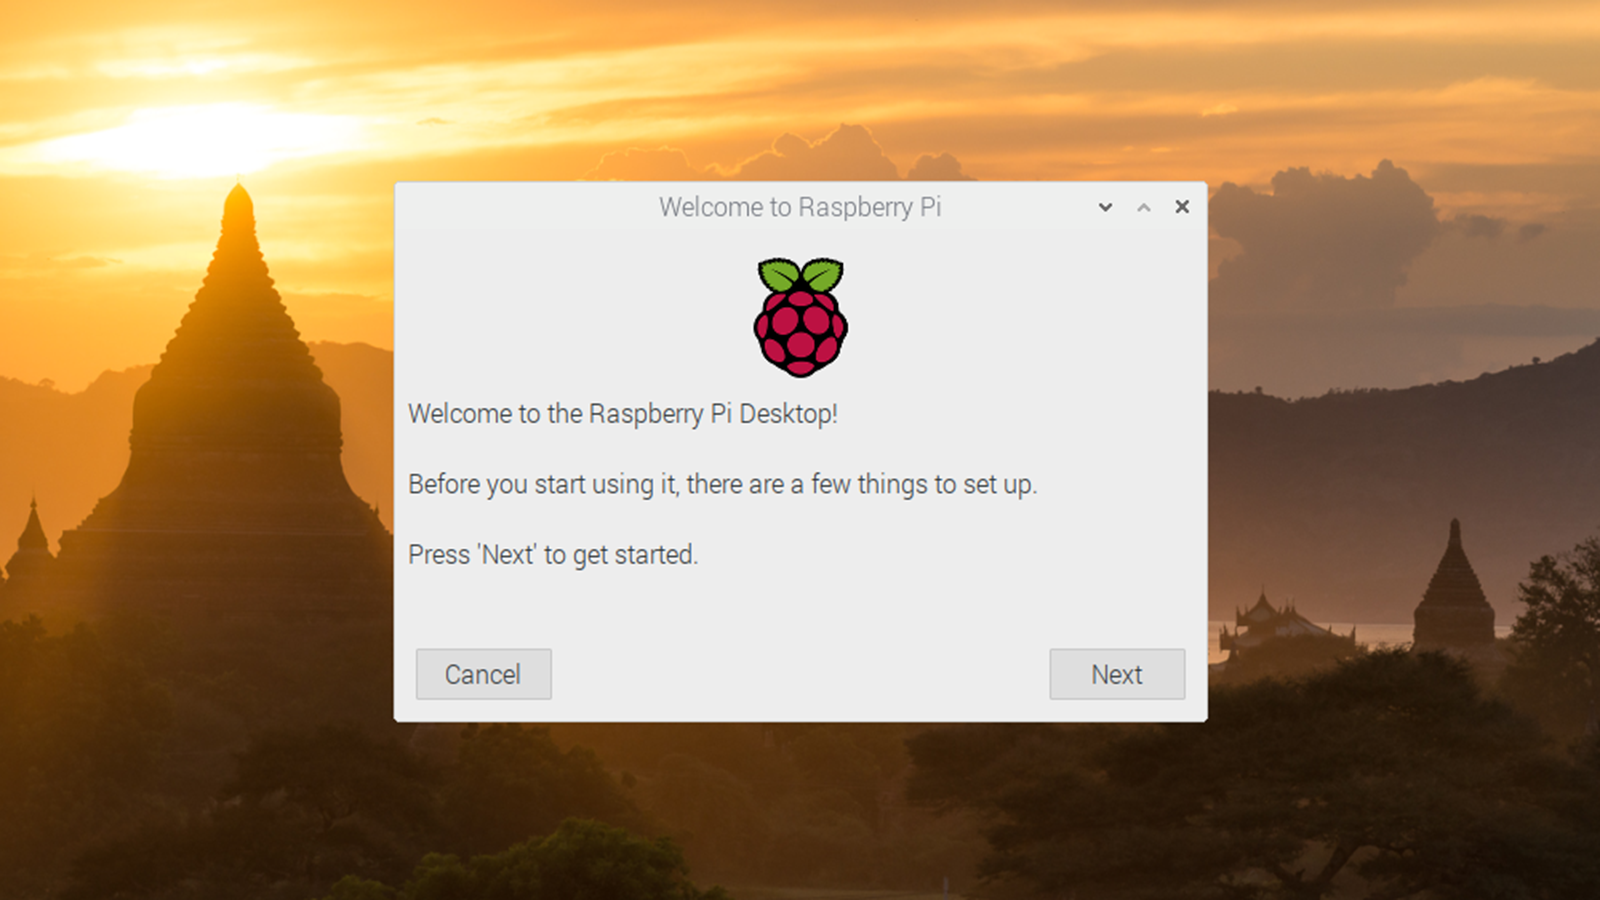 Welcome to Raspberry Pi
Welcome to the Raspberry Pi Desktop!
Before you start using it, there are a few things to set up.
Press 'Next' to get started.
Cancel
Next